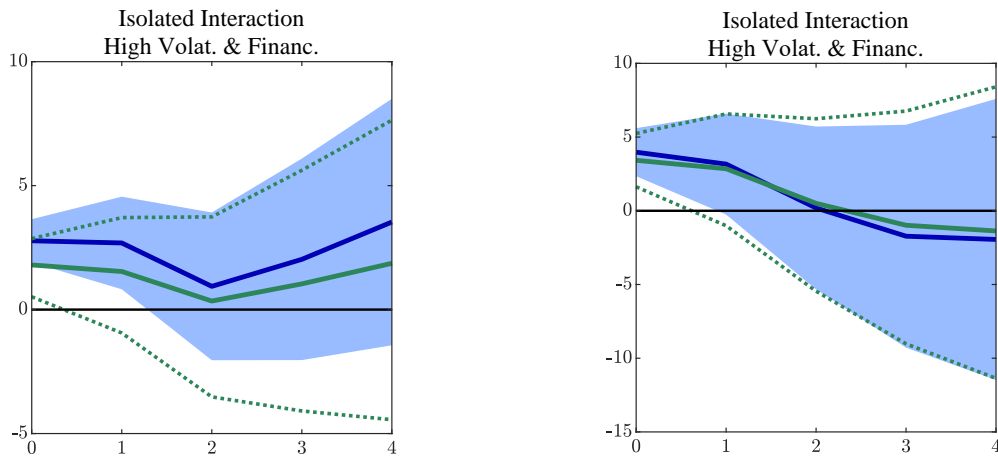 Isolated Interaction
High Volat. & Financ.
10
5
0
-5
0 1 2 3 4
Isolated Interaction
High Volat. & Financ.
10
5
0
-5
-10
-15
0 1 2 3 4